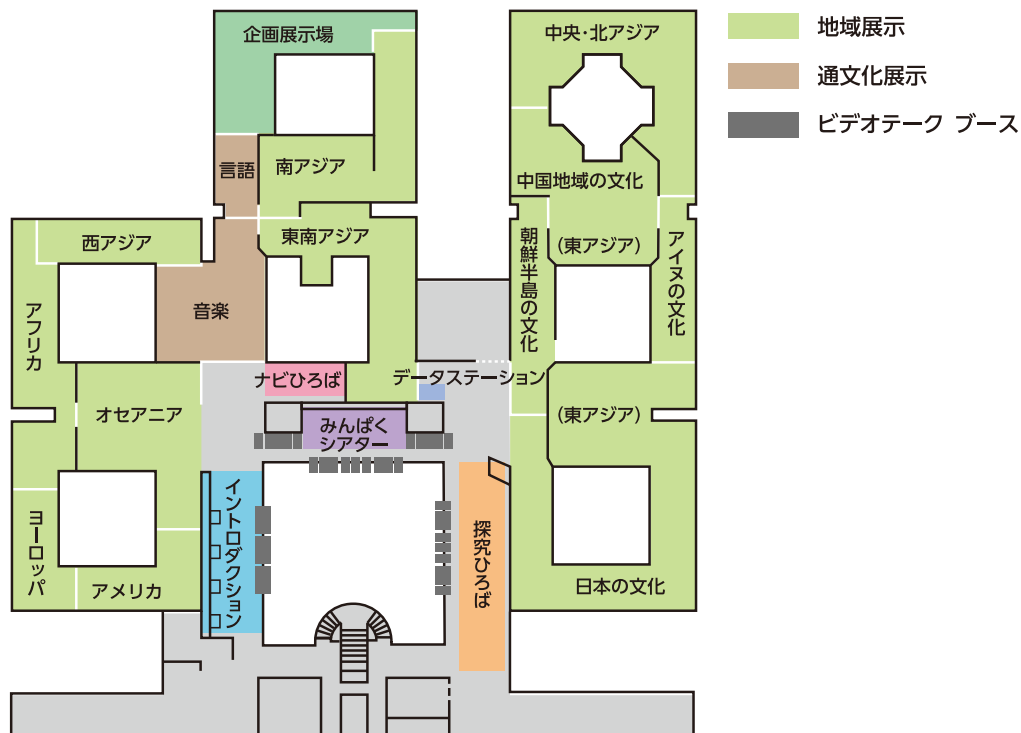 企画展示場
中央・北アジア
地域展示
通文化展示
ビデオテーク ブース
言語
南アジア
中国地域の文化
西アジア
東南アジア
朝鮮半島の文化
(東アジア)
アイヌの文化
アフリカ
音楽
ナビひろば
データステーション
オセアニア
みんぱく
シアター
(東アジア)
イントロダクション
探究ひろば
ヨーロッパ
アメリカ
日本の文化